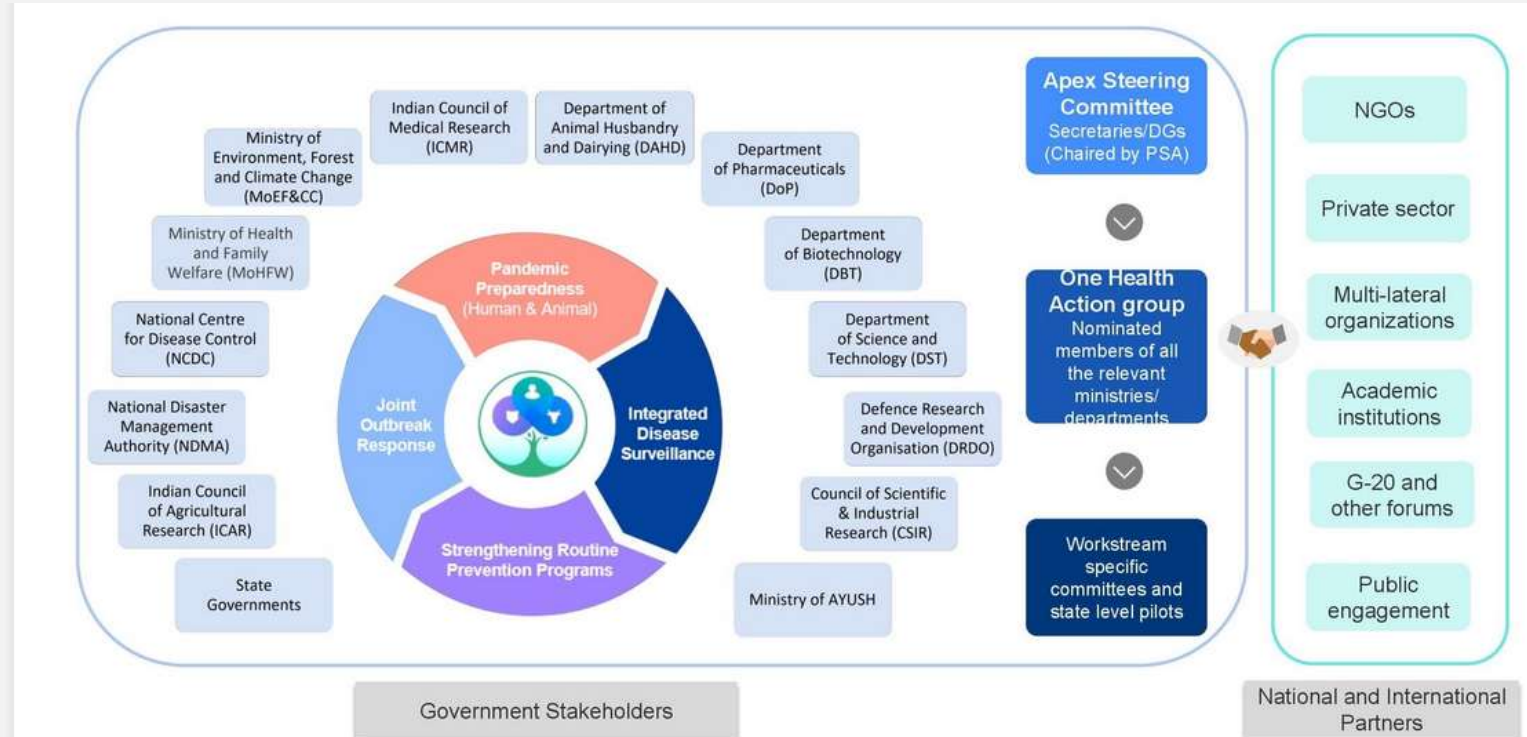 Indian Council of
Medical Research
(ICMR)
Department of
Animal Husbandry
and Dairying (DAHD)
Ministry of
Environment, Forest
and Climate Change
(MoEF&CC)
Department
of Pharmaceuticals
(DoP)
Ministry of Health
and Family
Welfare (MoHFW)
Department
of Biotechnology
(DBT)
National Centre
for Disease Control
(NCDC)
Department
of Science and
Technology (DST)
National Disaster
Management
Authority (NDMA)
Defence Research
and Development
Organisation (DRDO)
Indian Council
of Agricultural
Research (ICAR)
Council of Scientific
& Industrial
Research (CSIR)
State
Governments
Ministry of AYUSH
Pandemic
Preparedness
(Human & Animal)
Joint
Outbreak
Response
Integrated
Disease
Surveillance
Strengthening Routine
Prevention Programs
Apex Steering
Committee
Secretaries/DGs
(Chaired by PSA)
One Health
Action group
Nominated
members of all
the relevant
ministries/
departments
Workstream
specific
committees and
state level pilots
NGOs
Private sector
Multi-lateral
organizations
Academic
institutions
G-20 and
other forums
Public
engagement
Government Stakeholders
National and International
Partners